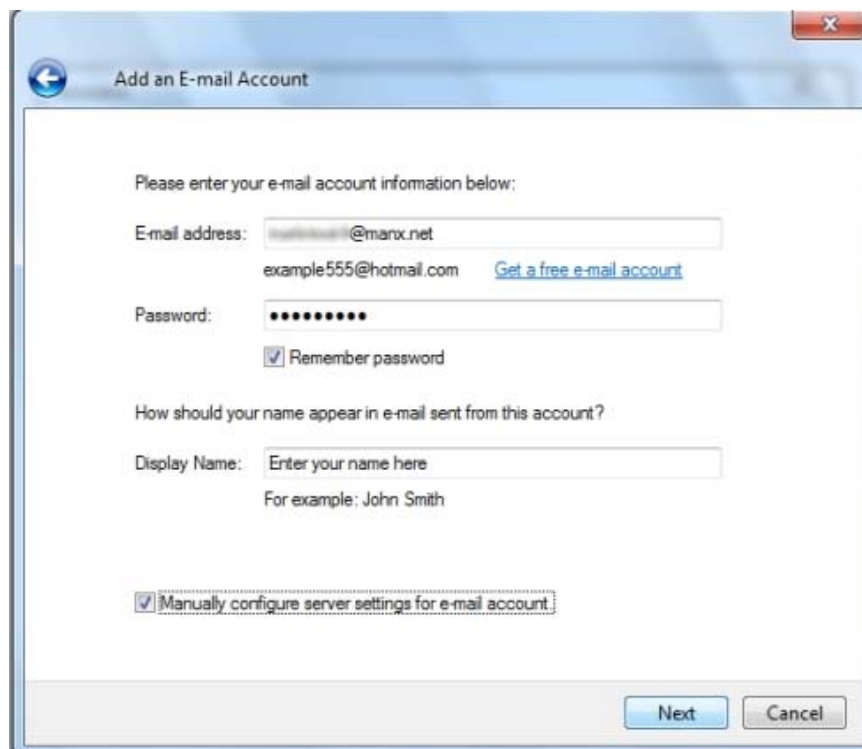 Add an E-mail Account
Please enter your e-mail account information below:
E-mail address: @manx.net
example555@hotmail.com Get a free e-mail account
Password: •••••••••
Remember password
How should your name appear in e-mail sent from this account?
Display Name: Enter your name here
For example: John Smith
Manually configure server settings for e-mail account.
Next Cancel